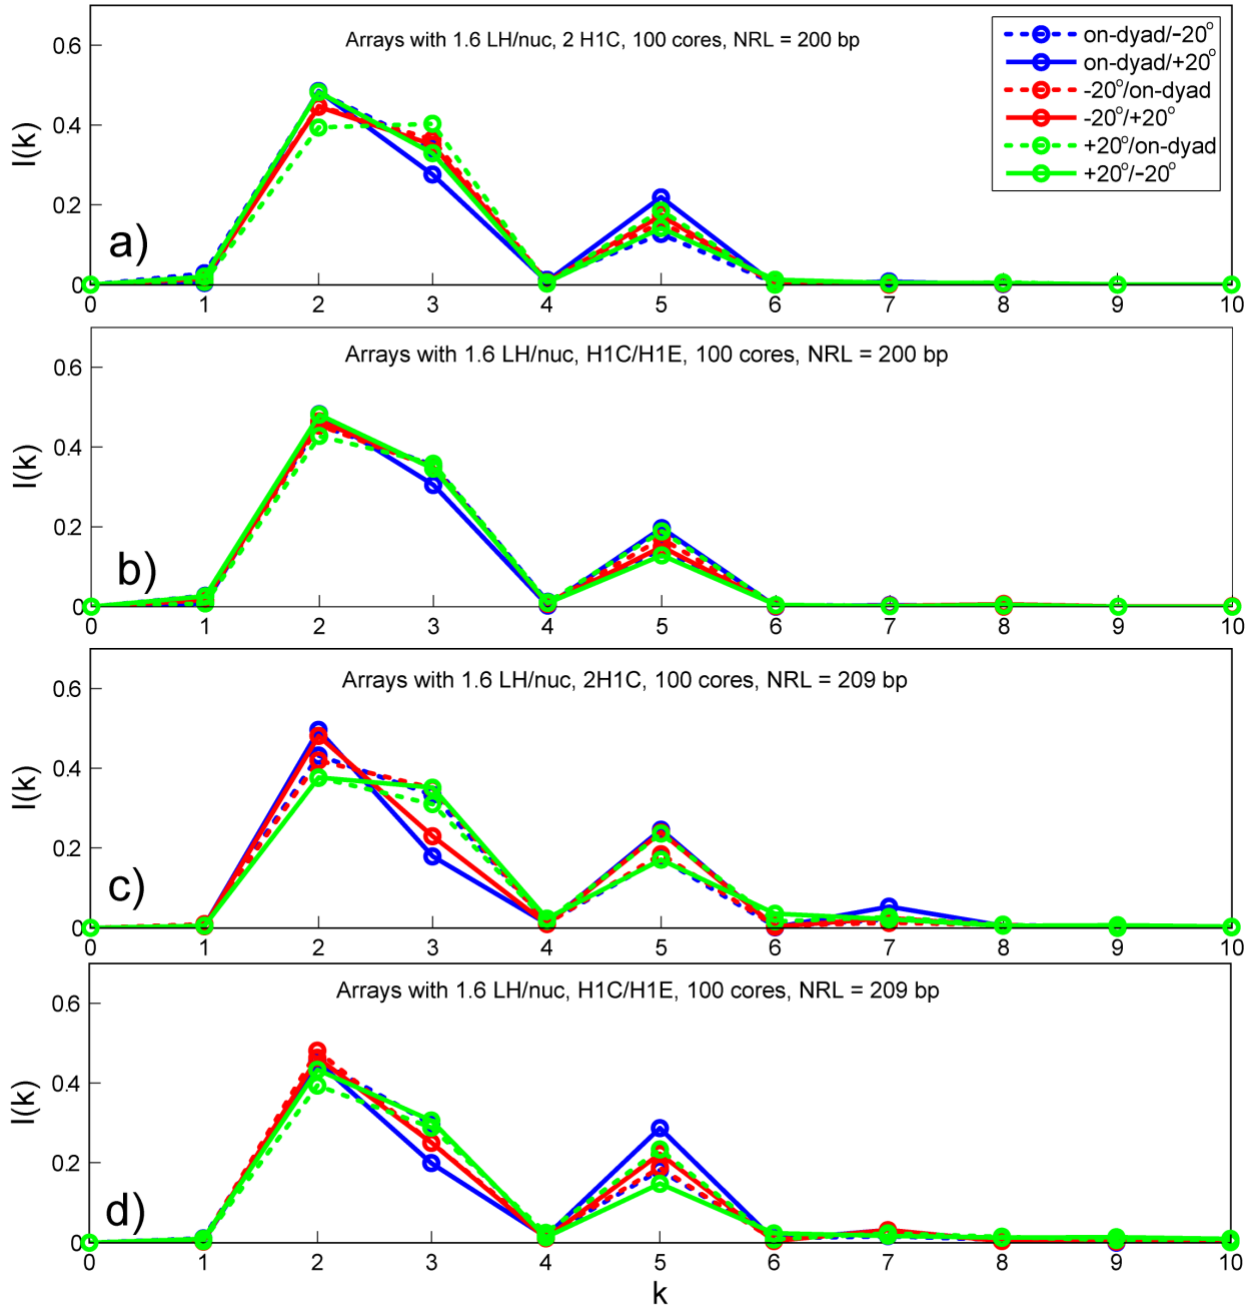 Arrays with 1.6 LH/nuc, 2 H1C, 100 cores, NRL = 200 bp
on-dyad/−20°
on-dyad/+20°
-20°/on-dyad
-20°/+20°
+20°/on-dyad
+20°/−20°
0.6
0.4
0.2
0
I(k)
a)
0 1 2 3 4 5 6 7 8 9 10
Arrays with 1.6 LH/nuc, H1C/H1E, 100 cores, NRL = 200 bp
0.6
0.4
0.2
0
I(k)
b)
0 1 2 3 4 5 6 7 8 9 10
Arrays with 1.6 LH/nuc, 2H1C, 100 cores, NRL = 209 bp
0.6
0.4
0.2
0
I(k)
c)
0 1 2 3 4 5 6 7 8 9 10
Arrays with 1.6 LH/nuc, H1C/H1E, 100 cores, NRL = 209 bp
0.6
0.4
0.2
0
I(k)
d)
0 1 2 3 4 5 6 7 8 9 10
k